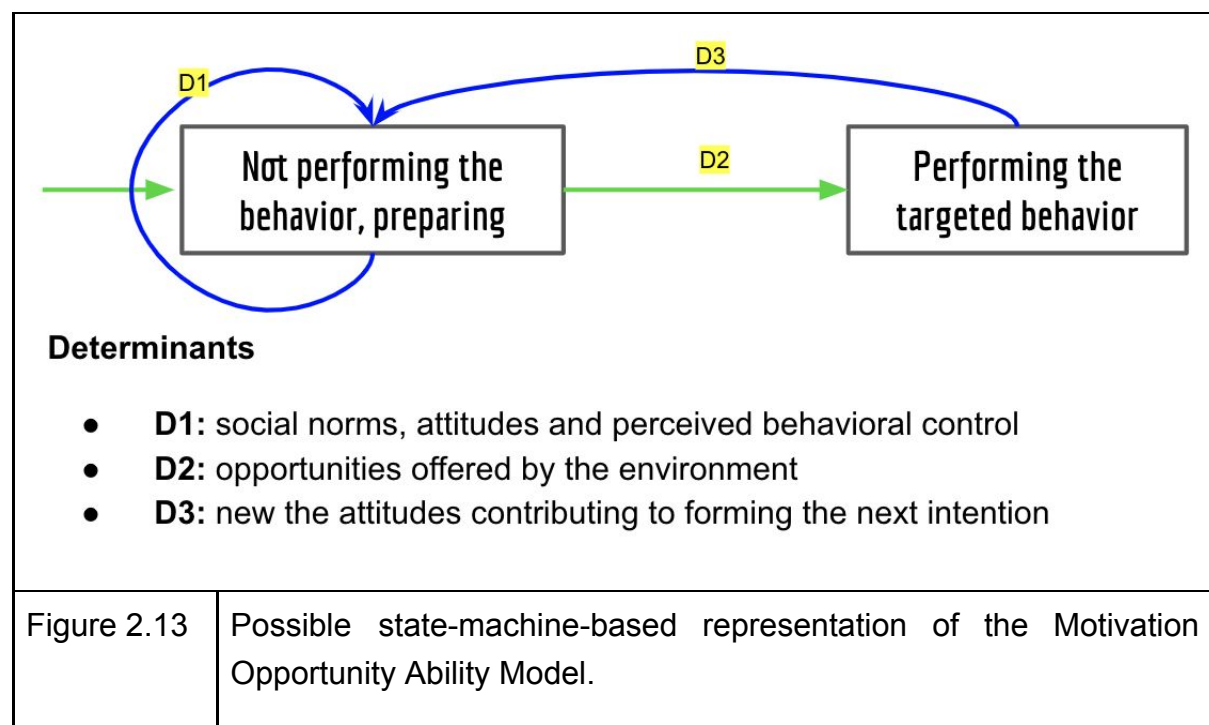 D1
D3
D2
Not performing the
behavior, preparing
Performing the
targeted behavior
Determinants
● D1: social norms, attitudes and perceived behavioral control
● D2: opportunities offered by the environment
● D3: new the attitudes contributing to forming the next intention
Figure 2.13
Possible state-machine-based representation of the Motivation
Opportunity Ability Model.